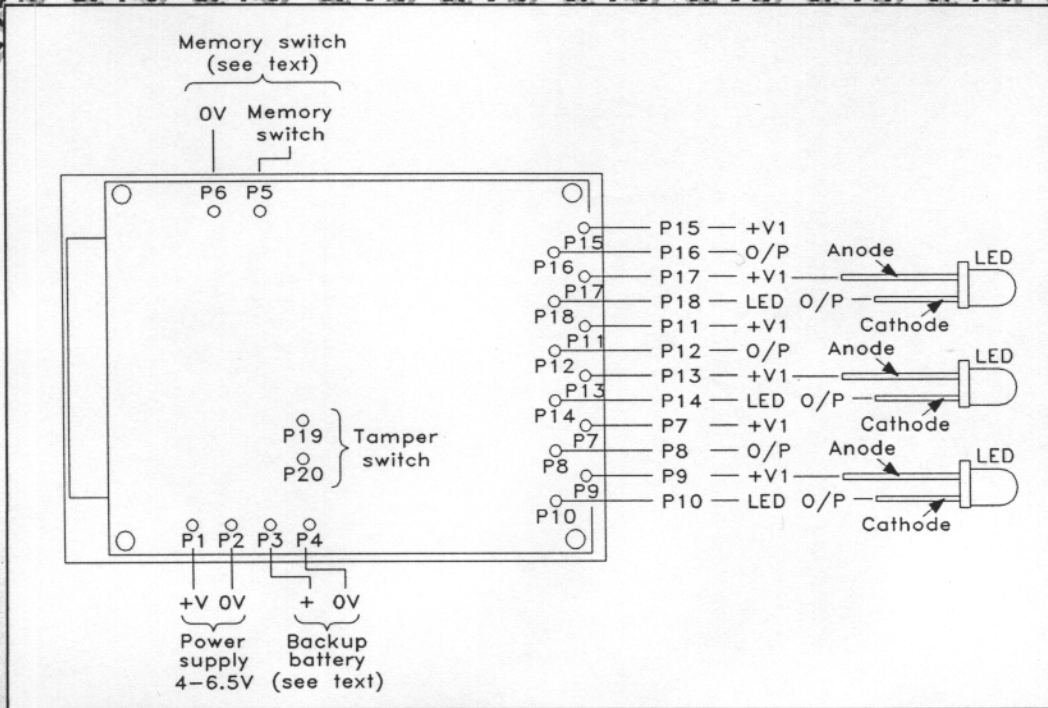 Memory switch
(see text)
0V Memory
switch
P6 P5
P15 P15 — +V1
P16 P16 — O/P
P17 P17 — +V1
P18 P18 — LED O/P
P11 P11 — +V1
P12 P12 — O/P
P13 P13 — +V1
P14 P14 — LED O/P
P7 P7 — +V1
P8 P8 — O/P
P9 P9 — +V1
P10 P10 — LED O/P
Anode LED
Cathode
Anode LED
Cathode
Anode LED
Cathode
P19
P20
Tamper
switch
P1 P2 P3 P4
+V 0V + 0V
Power
supply
4-6.5V
Backup
battery
(see text)